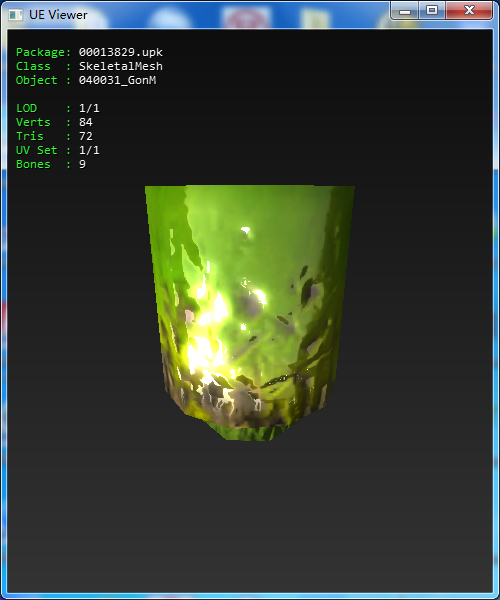 UE Viewer
Package: 00013829.upk
Class : SkeletalMesh
Object : 040031_GonM
LOD : 1/1
Verts : 84
Tris : 72
UV Set : 1/1
Bones : 9